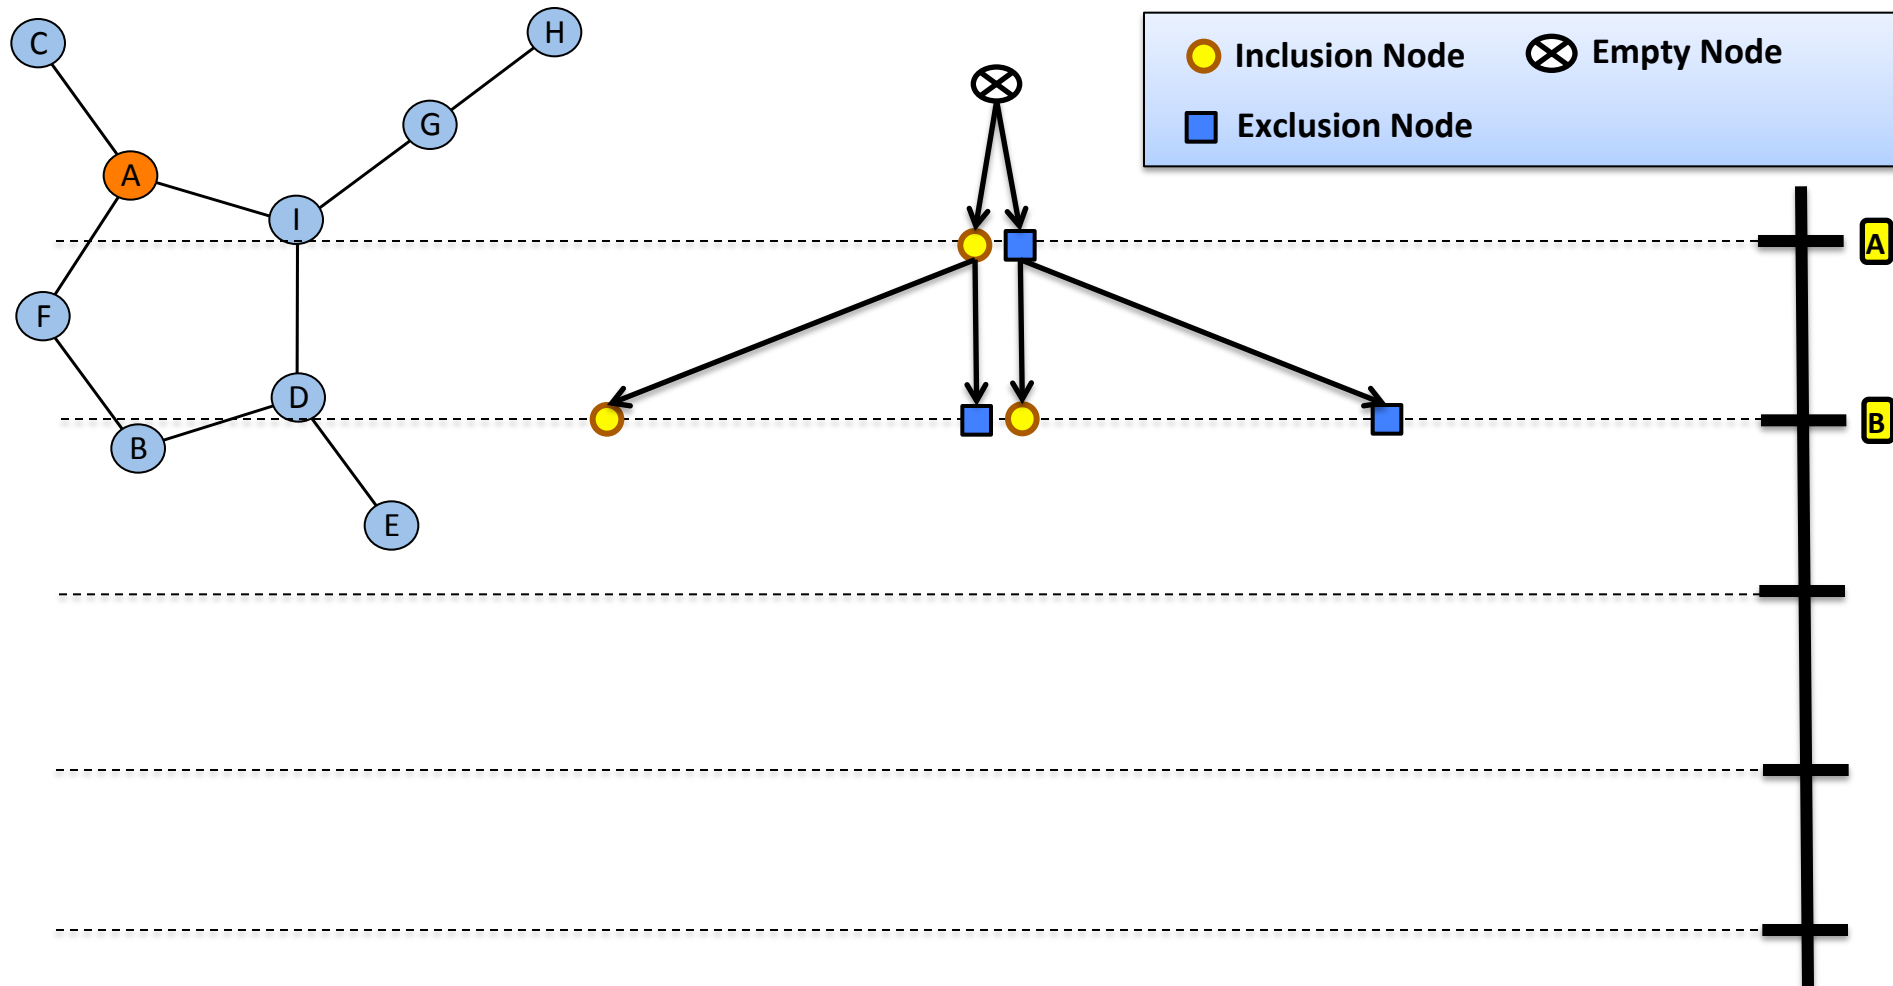 C
H
Inclusion Node
Empty Node
G
Exclusion Node
A
I
A
F
D
B
B
E